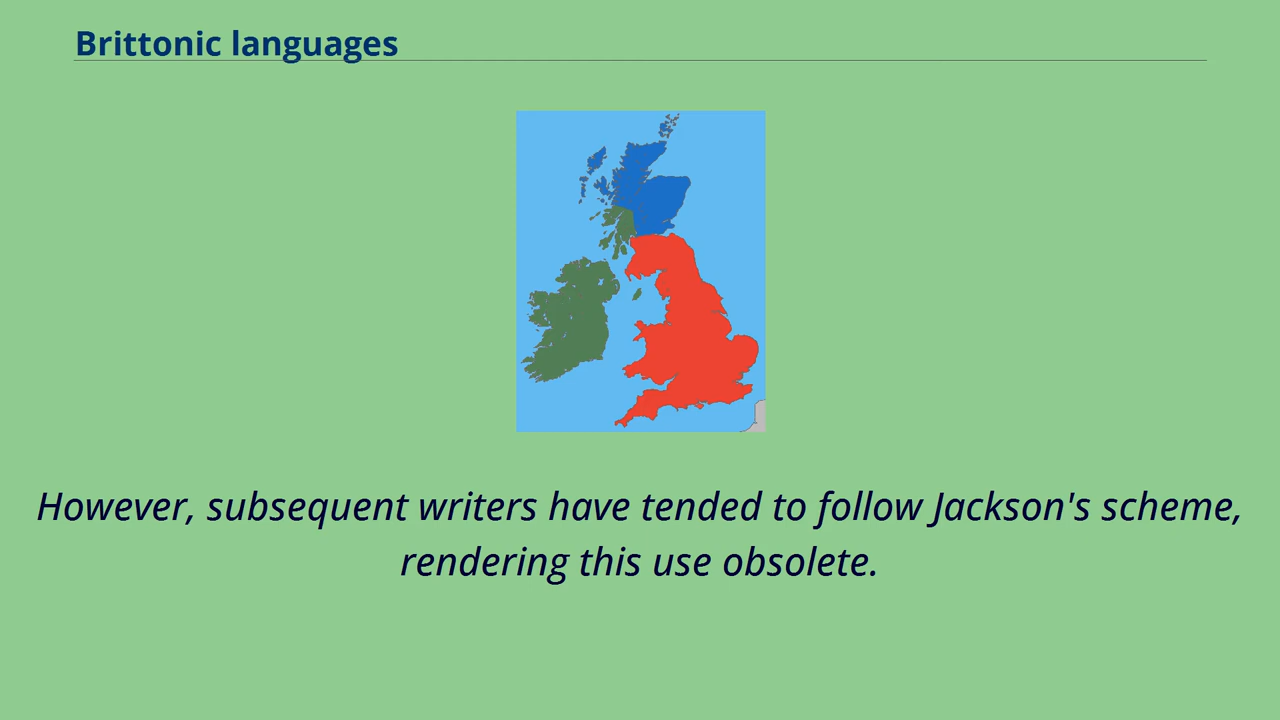 Brittonic languages
However, subsequent writers have tended to follow Jackson's scheme,
rendering this use obsolete.